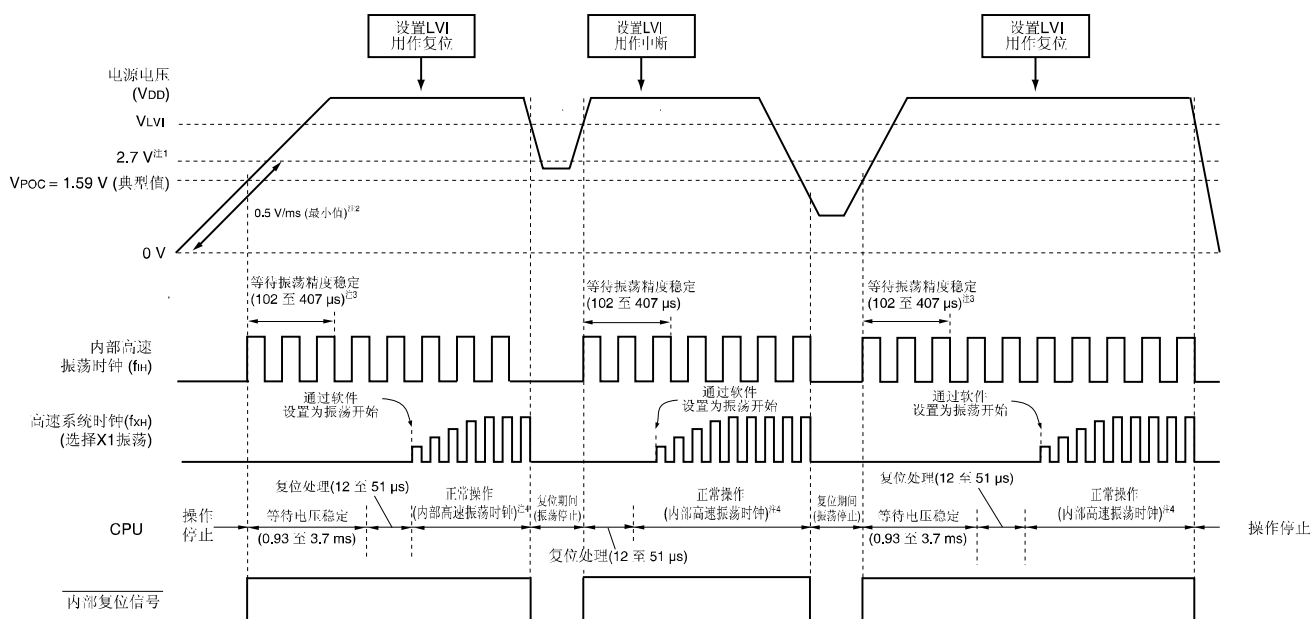 设置LVI
用作复位
设置LVI
用作中断
设置LVI
用作复位
电源电压
(VDD)
VLVI
2.7 V注1
VPOC = 1.59 V (典型值)
0.5 V/ms (最小值)注2
0 V
等待振荡精度稳定
(102 至 407 µs)注3
等待振荡精度稳定
(102 至 407 µs)
等待振荡精度稳定
(102 至 407 µs)注3
内部高速
振荡时钟 (fIH)
通过软件
设置为振荡开始
通过软件
设置为振荡开始
通过软件
设置为振荡开始
高速系统时钟(fXH)
(选择X1振荡)
CPU
操作
停止
等待电压稳定
(0.93 至 3.7 ms)
复位处理(12 至 51 µs)
正常操作
(内部高速振荡时钟)注4
复位期间
(振荡停止)
复位处理(12 至 51 µs)
正常操作
(内部高速振荡时钟)注4
复位期间
(振荡停止)
等待电压稳定
(0.93 至 3.7 ms)
复位处理(12 至 51 µs)
正常操作
(内部高速振荡时钟)注4
操作停止
内部复位信号